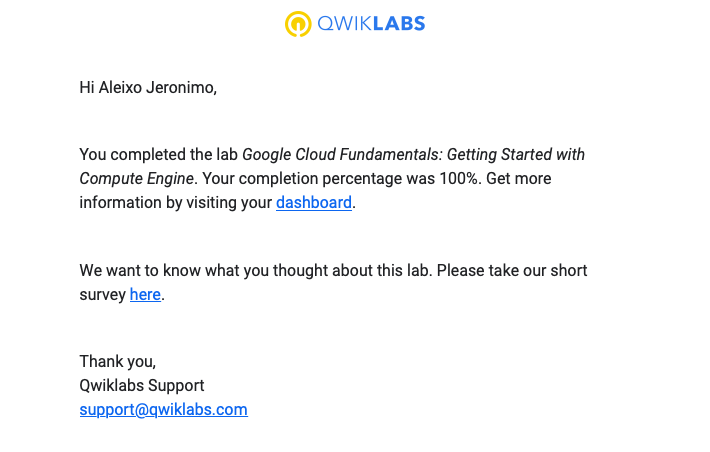 QWIKLABS
Hi Aleixo Jeronimo,
You completed the lab Google Cloud Fundamentals: Getting Started with
Compute Engine. Your completion percentage was 100%. Get more
information by visiting your dashboard.
We want to know what you thought about this lab. Please take our short
survey here.
Thank you,
Qwiklabs Support
support@qwiklabs.com